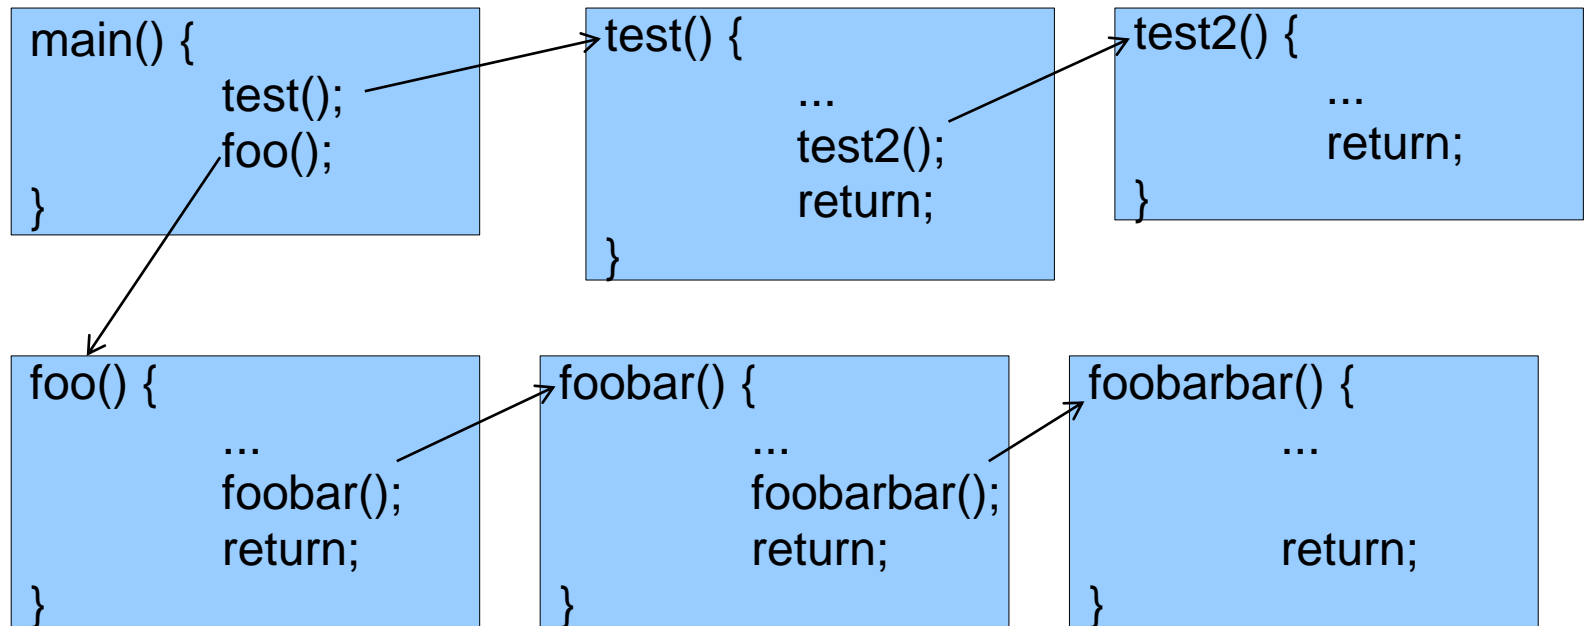 main() {
test();
foo();
}
test() {
...
test2();
return;
}
test2() {
...
return;
}
foo() {
...
foobar();
return;
}
foobar() {
...
foobarbar();
return;
}
foobarbar() {
...
return;
}